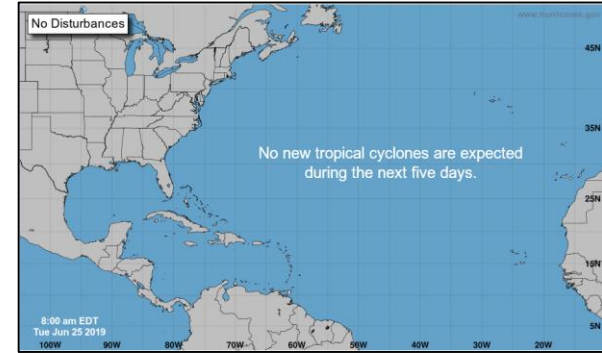 No Disturbances
www.hurricanes.gov
45N
35N
No new tropical cyclones are expected
during the next five days.
25N
15N
8:00 am EDT
Tue Jun 25 2019
5N
100W 90W 80W 70W 60W 50W 40W 30W 20W